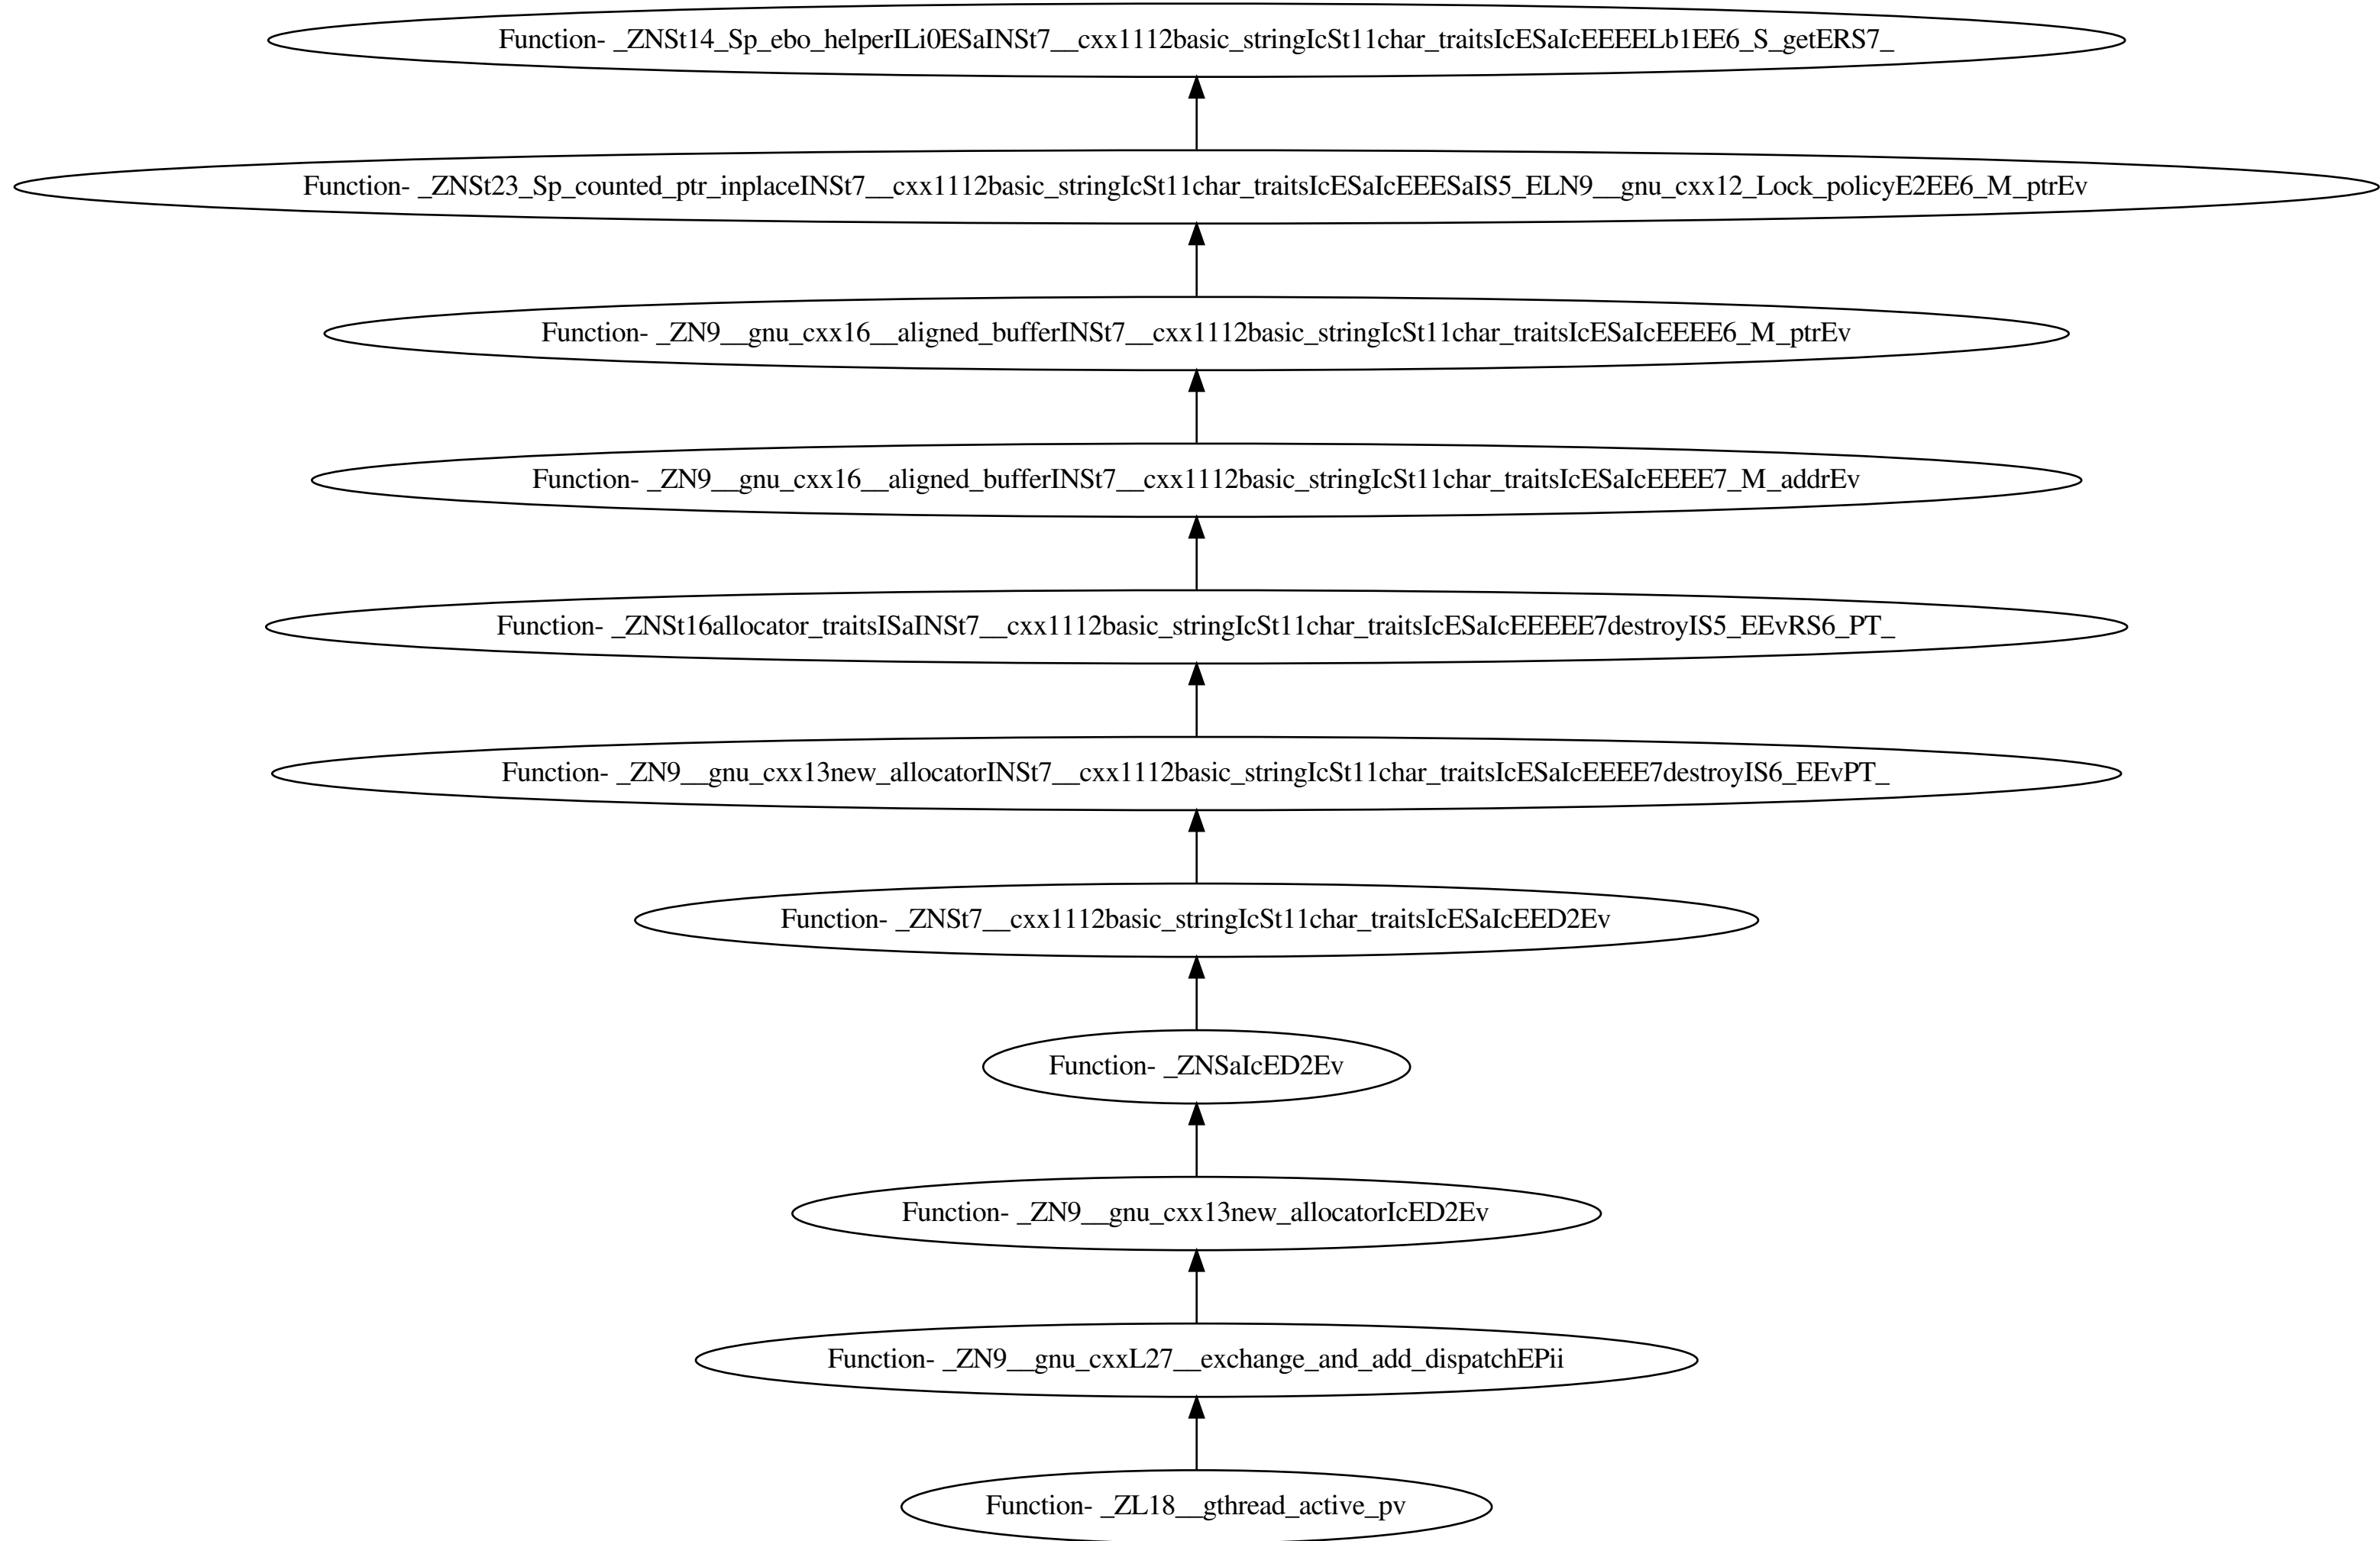 Function- _ZNSt14_Sp_ebo_helperILi0ESaINSt7__cxx1112basic_stringIcSt11char_traitsIcESaIcEEEELb1EE6_S_getERS7_
Function- _ZNSt23_Sp_counted_ptr_inplaceINSt7__cxx1112basic_stringIcSt11char_traitsIcESaIcEEESaIS5_ELN9__gnu_cxx12_Lock_policyE2EE6_M_ptrEv
Function- _ZN9__gnu_cxx16__aligned_bufferINSt7__cxx1112basic_stringIcSt11char_traitsIcESaIcEEEE6_M_ptrEv
Function- _ZN9__gnu_cxx16__aligned_bufferINSt7__cxx1112basic_stringIcSt11char_traitsIcESaIcEEEE7_M_addrEv
Function- _ZNSt16allocator_traitsISaINSt7__cxx1112basic_stringIcSt11char_traitsIcESaIcEEEEE7destroyIS5_EEvRS6_PT_
Function- _ZN9__gnu_cxx13new_allocatorINSt7__cxx1112basic_stringIcSt11char_traitsIcESaIcEEEE7destroyIS6_EEvPT_
Function- _ZNSt7__cxx1112basic_stringIcSt11char_traitsIcESaIcEED2Ev
Function- _ZNSaIcED2Ev
Function- _ZN9__gnu_cxx13new_allocatorIcED2Ev
Function- _ZN9__gnu_cxxL27__exchange_and_add_dispatchEPii
Function- _ZL18__gthread_active_pv